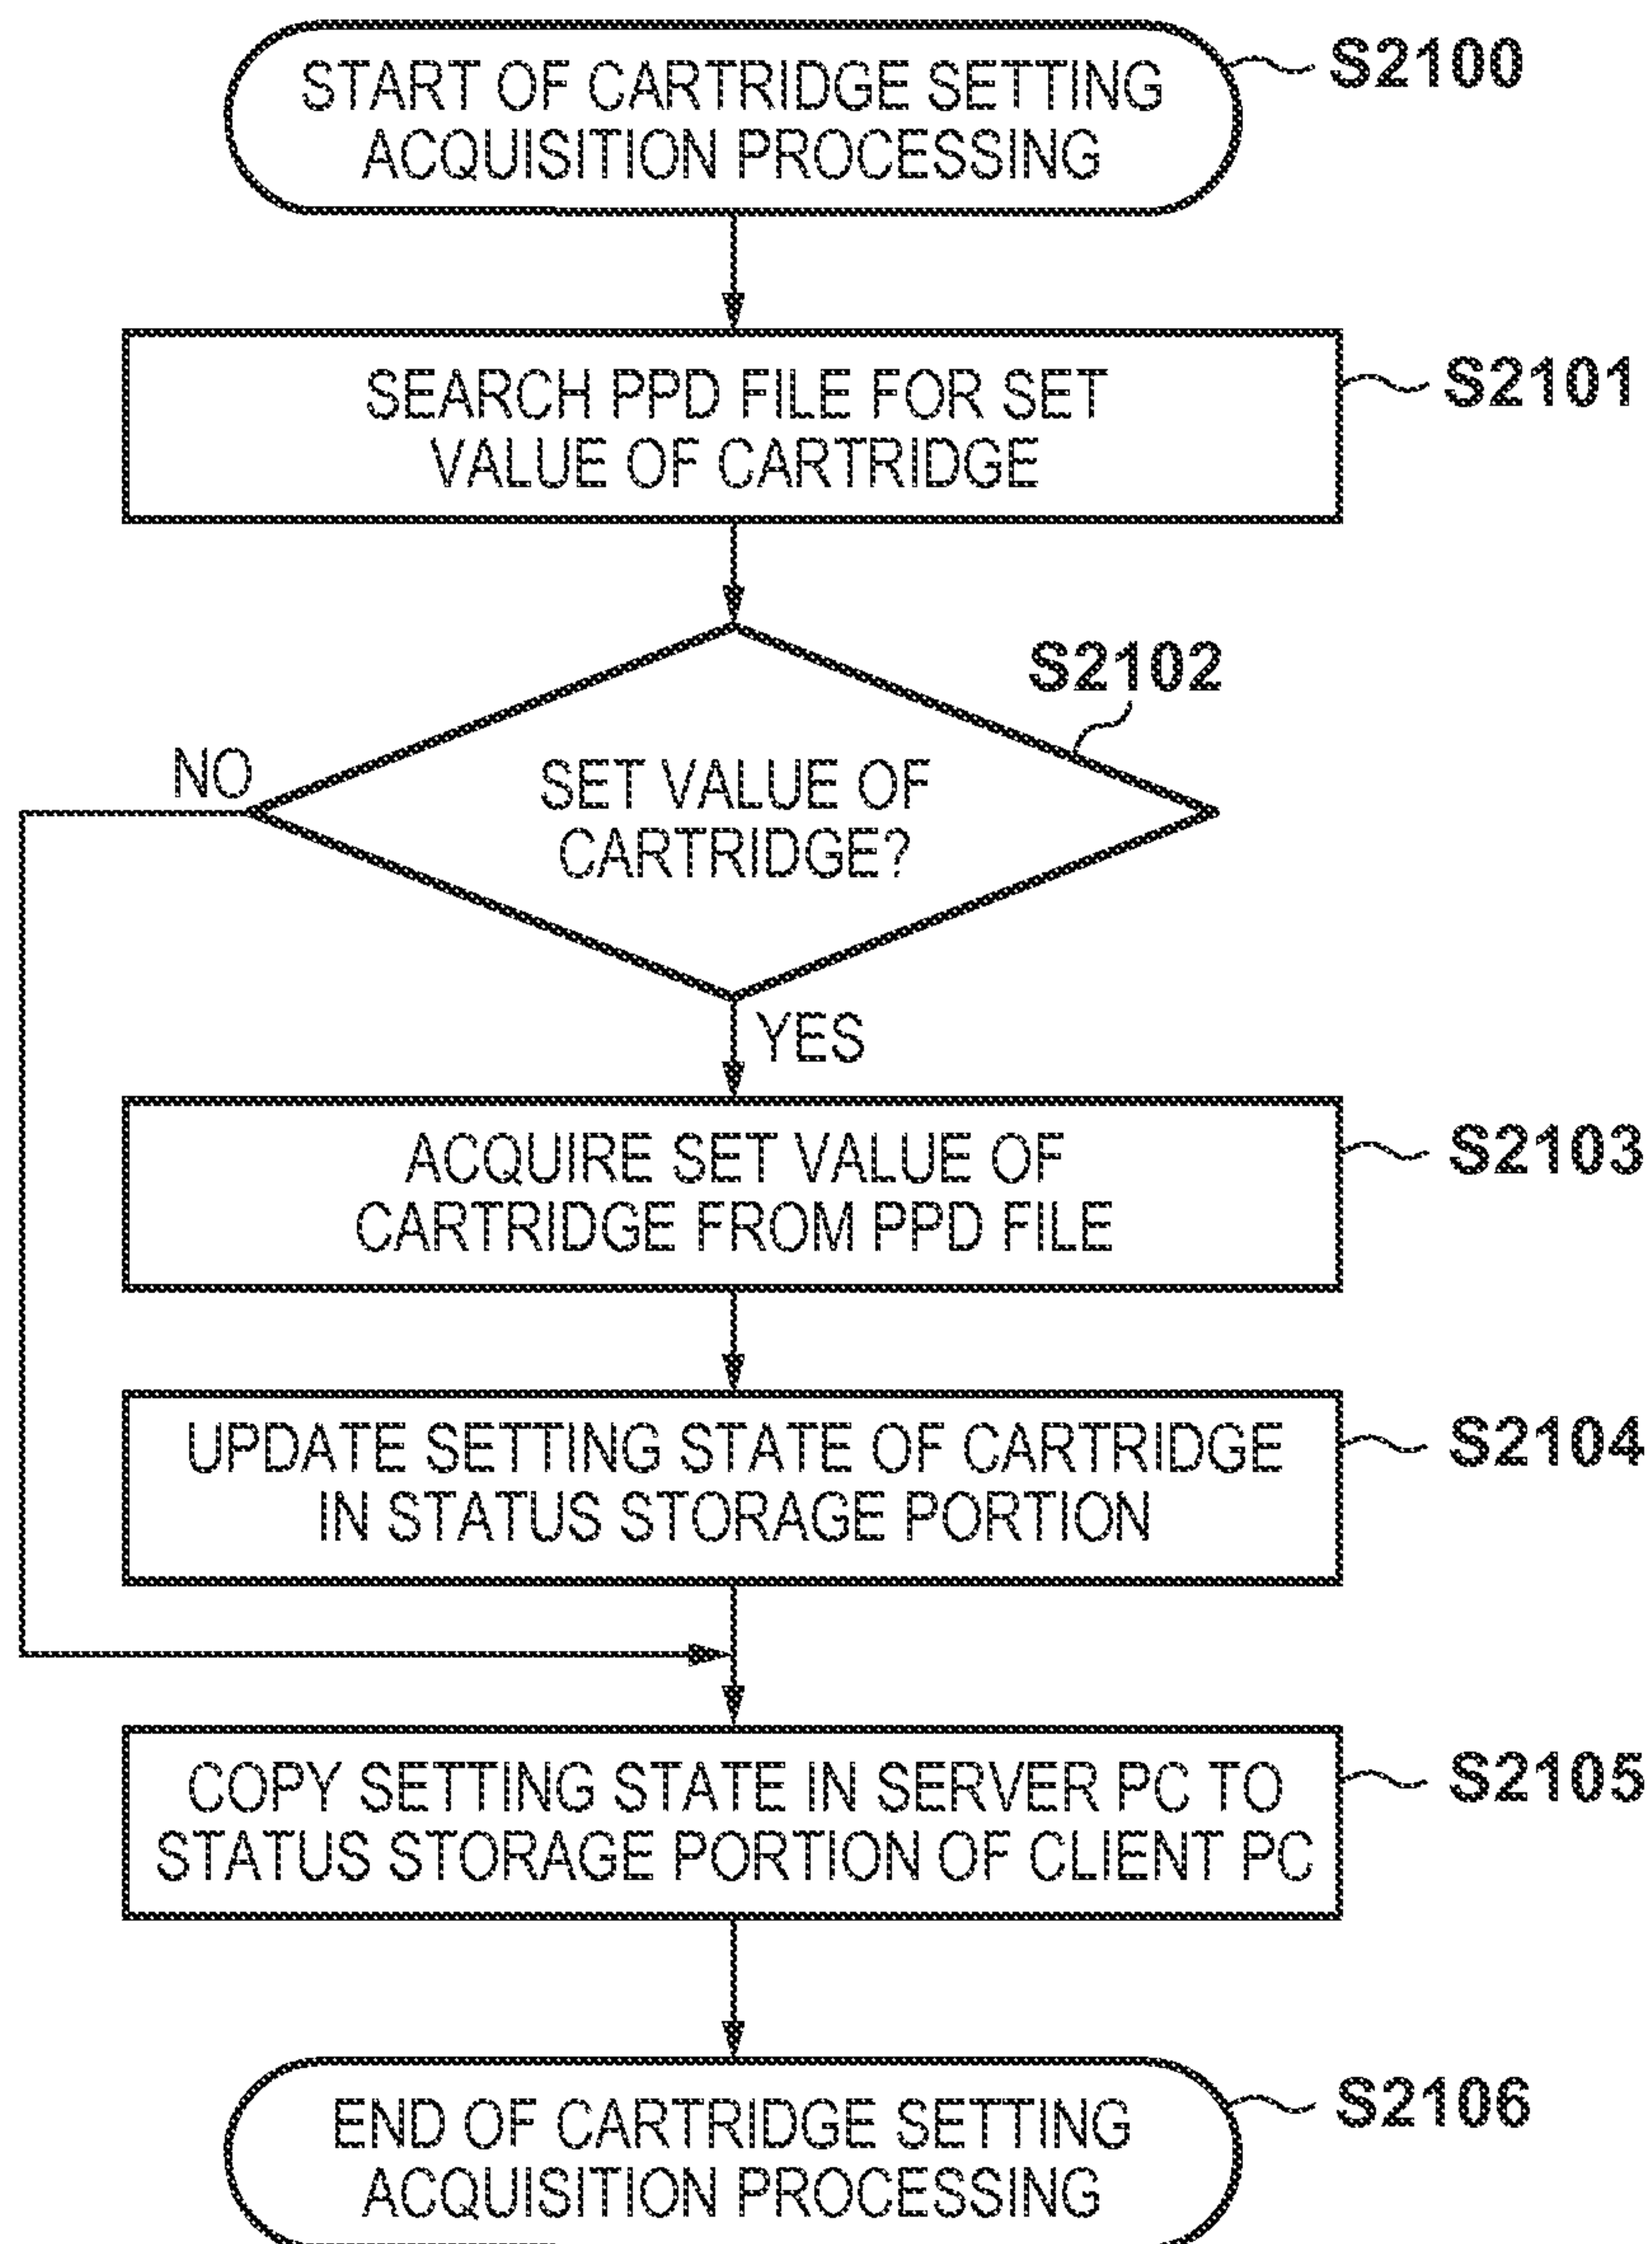 START OF CARTRIDGE SETTING
ACQUISITION PROCESSING
S2100
SEARCH PPD FILE FOR SET
VALUE OF CARTRIDGE
S2101
S2102
SET VALUE OF
CARTRIDGE?
NO
YES
ACQUIRE SET VALUE OF
CARTRIDGE FROM PPD FILE
S2103
UPDATE SETTING STATE OF CARTRIDGE
IN STATUS STORAGE PORTION
S2104
COPY SETTING STATE IN SERVER PC TO
STATUS STORAGE PORTION OF CLIENT PC
S2105
END OF CARTRIDGE SETTING
ACQUISITION PROCESSING
S2106